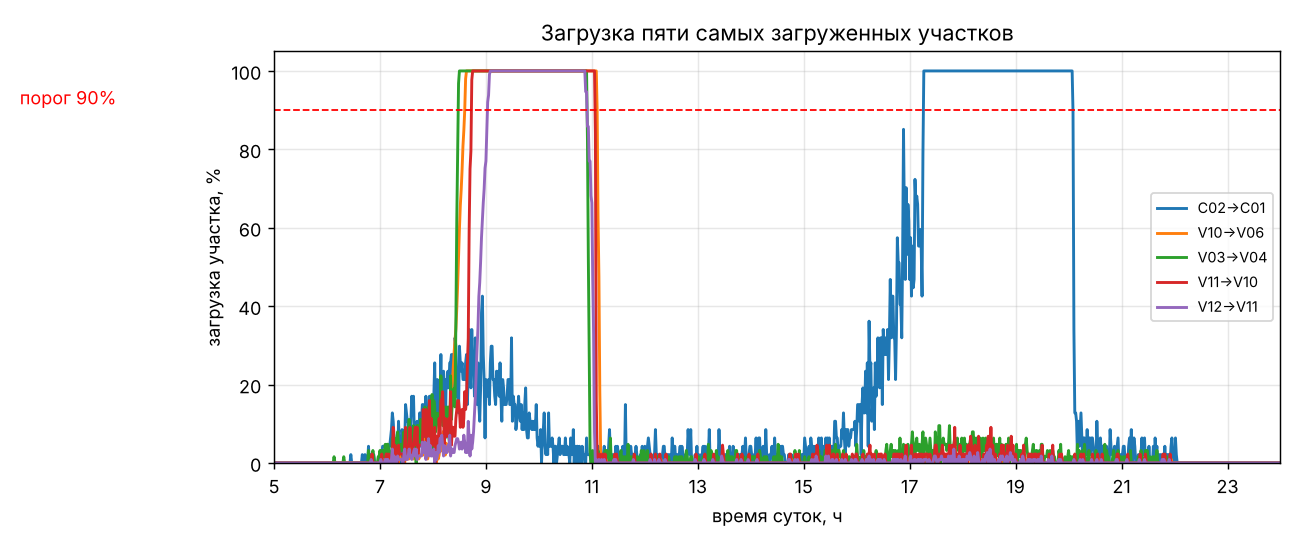 Загрузка пяти самых загруженных участков
порог 90%
загрузка участка, %
100
80
60
40
20
0
C02→C01
V10→V06
V03→V04
V11→V10
V12→V11
5 7 9 11 13 15 17 19 21 23
время суток, ч